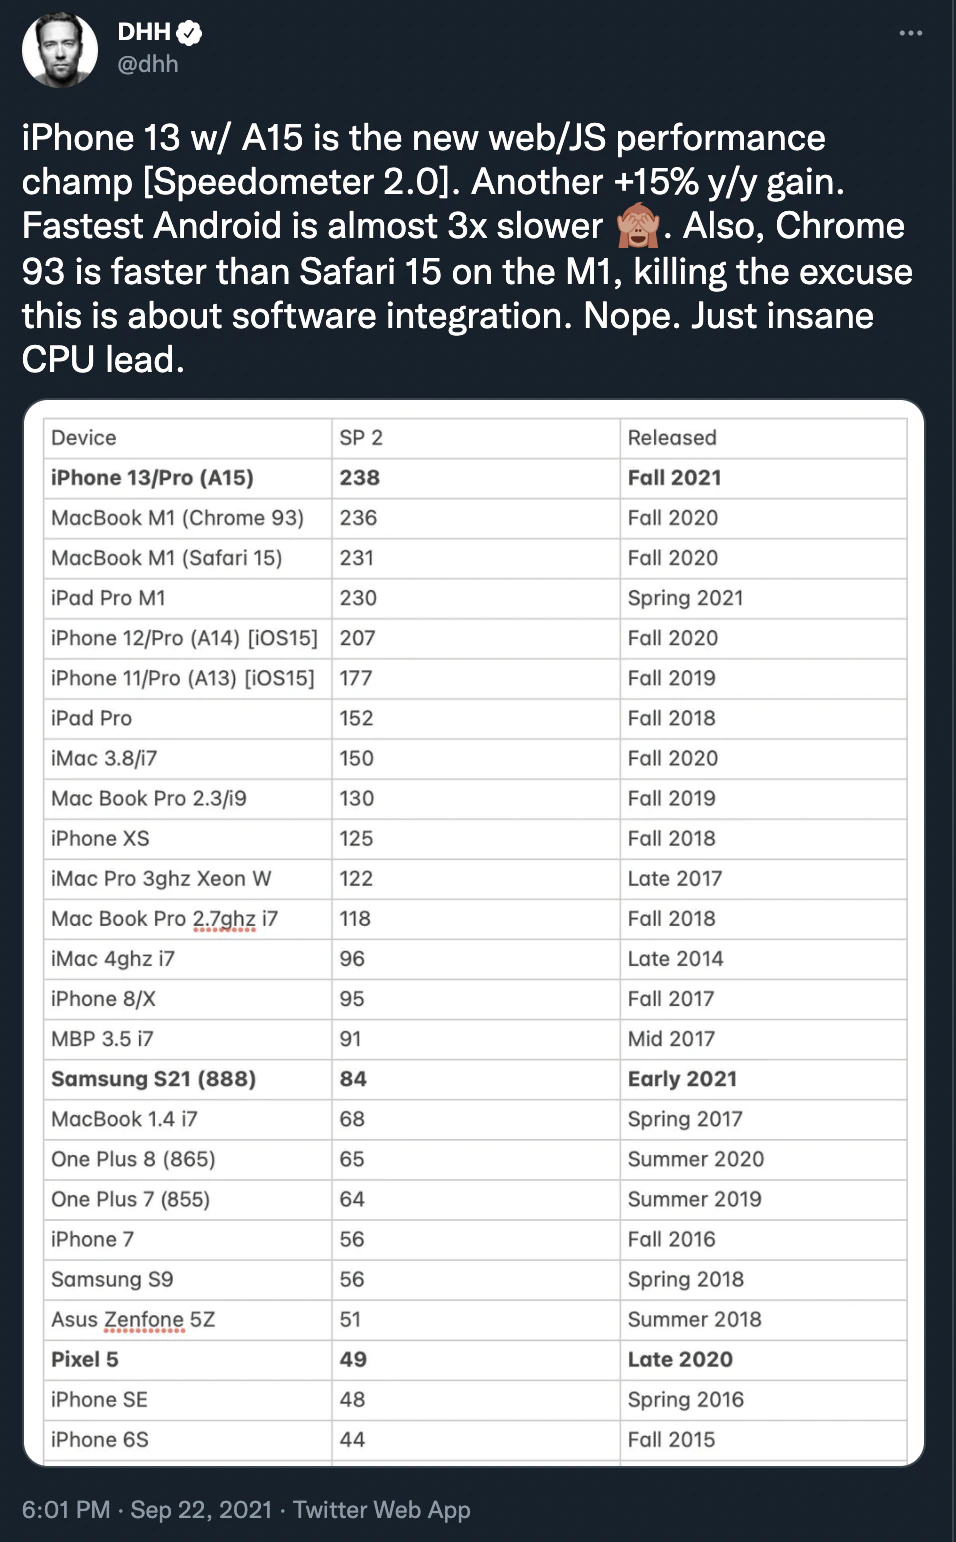 DHH
@dhh
iPhone 13 w/ A15 is the new web/JS performance
champ [Speedometer 2.0]. Another +15% y/y gain.
Fastest Android is almost 3x slower 🙈. Also, Chrome
93 is faster than Safari 15 on the M1, killing the excuse
this is about software integration. Nope. Just insane
CPU lead.
Device SP 2 Released
iPhone 13/Pro (A15) 238 Fall 2021
MacBook M1 (Chrome 93) 236 Fall 2020
MacBook M1 (Safari 15) 231 Fall 2020
iPad Pro M1 230 Spring 2021
iPhone 12/Pro (A14) [iOS15] 207 Fall 2020
iPhone 11/Pro (A13) [iOS15] 177 Fall 2019
iPad Pro 152 Fall 2018
iMac 3.8/i7 150 Fall 2020
Mac Book Pro 2.3/i9 130 Fall 2019
iPhone XS 125 Fall 2018
iMac Pro 3ghz Xeon W 122 Late 2017
Mac Book Pro 2.7ghz i7 118 Fall 2018
iMac 4ghz i7 96 Late 2014
iPhone 8/X 95 Fall 2017
MBP 3.5 i7 91 Mid 2017
Samsung S21 (888) 84 Early 2021
MacBook 1.4 i7 68 Spring 2017
One Plus 8 (865) 65 Summer 2020
One Plus 7 (855) 64 Summer 2019
iPhone 7 56 Fall 2016
Samsung S9 56 Spring 2018
Asus Zenfone 5Z 51 Summer 2018
Pixel 5 49 Late 2020
iPhone SE 48 Spring 2016
iPhone 6S 44 Fall 2015
6:01 PM · Sep 22, 2021 · Twitter Web App